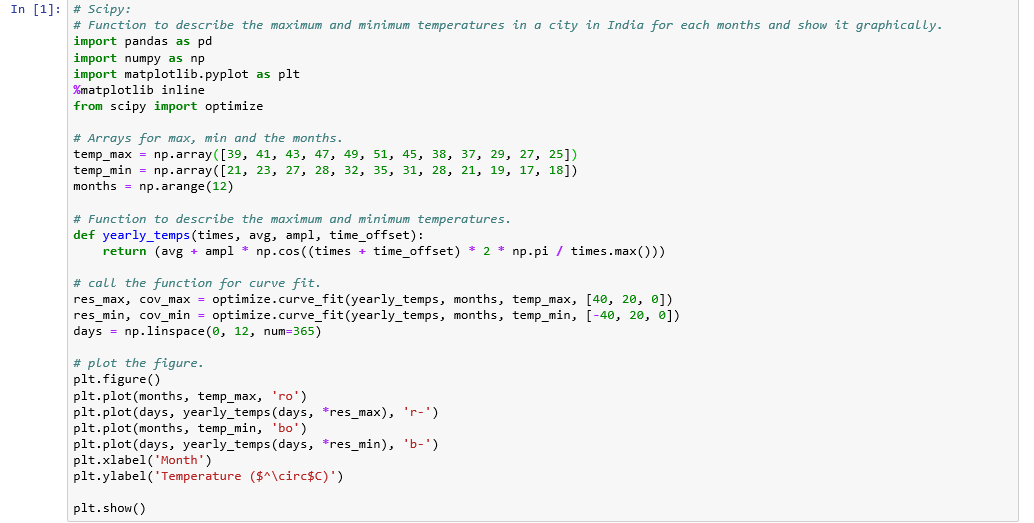 In [1]: # Scipy:
# Function to describe the maximum and minimum temperatures in a city in India for each months and show it graphically.
import pandas as pd
import numpy as np
import matplotlib.pyplot as plt
%matplotlib inline
from scipy import optimize

# Arrays for max, min and the months.
temp_max = np.array([39, 41, 43, 47, 49, 51, 45, 38, 37, 29, 27, 25])
temp_min = np.array([21, 23, 27, 28, 32, 35, 31, 28, 21, 19, 17, 18])
months = np.arange(12)

# Function to describe the maximum and minimum temperatures.
def yearly_temps(times, avg, ampl, time_offset):
    return (avg + ampl * np.cos((times + time_offset) * 2 * np.pi / times.max()))

# call the function for curve fit.
res_max, cov_max = optimize.curve_fit(yearly_temps, months, temp_max, [40, 20, 0])
res_min, cov_min = optimize.curve_fit(yearly_temps, months, temp_min, [-40, 20, 0])
days = np.linspace(0, 12, num=365)

# plot the figure.
plt.figure()
plt.plot(months, temp_max, 'ro')
plt.plot(days, yearly_temps(days, *res_max), 'r-')
plt.plot(months, temp_min, 'bo')
plt.plot(days, yearly_temps(days, *res_min), 'b-')
plt.xlabel('Month')
plt.ylabel('Temperature ($^\circ$C)')

plt.show()